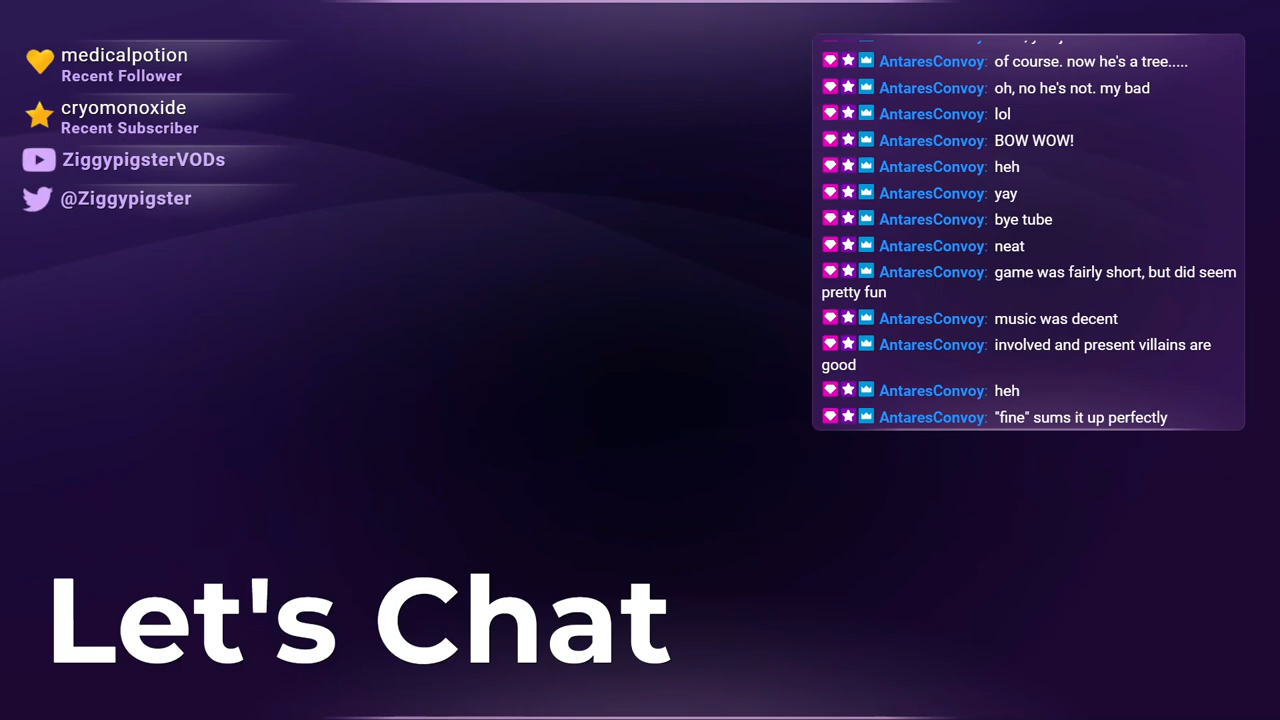 medicalpotion
Recent Follower
cryomonoxide
Recent Subscriber
ZiggypigsterVODs
@Ziggypigster
AntaresConvoy: of course. now he's a tree.....
AntaresConvoy: oh, no he's not. my bad
AntaresConvoy: lol
AntaresConvoy: BOW WOW!
AntaresConvoy: heh
AntaresConvoy: yay
AntaresConvoy: bye tube
AntaresConvoy: neat
AntaresConvoy: game was fairly short, but did seem
pretty fun
AntaresConvoy: music was decent
AntaresConvoy: involved and present villains are
good
AntaresConvoy: heh
AntaresConvoy: "fine" sums it up perfectly
Let's Chat